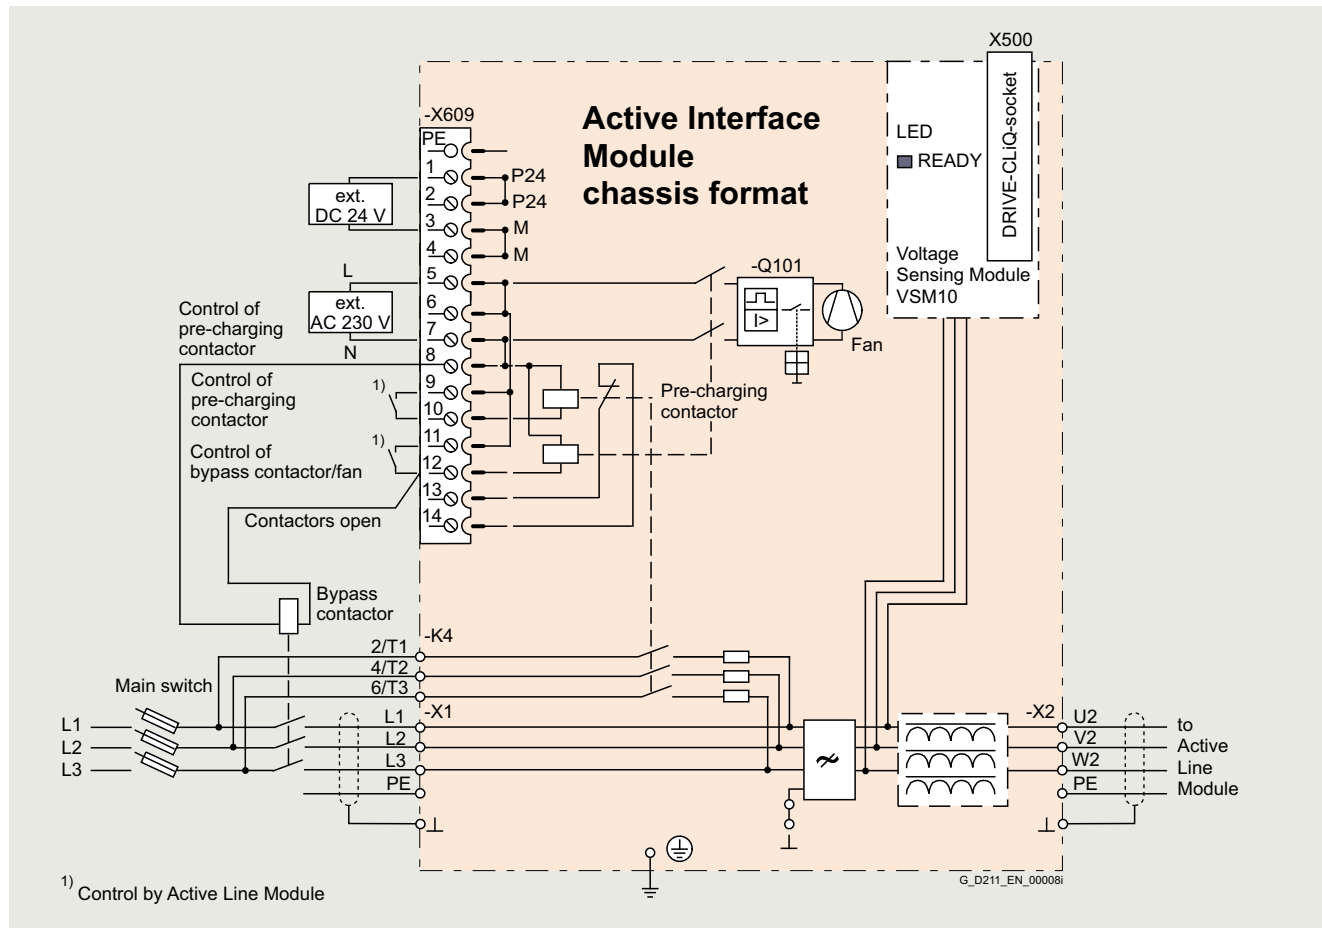 X500
DRIVE-CLiQ-socket
-X609
Active Interface
Module
chassis format
LED
READY
Voltage
Sensing Module
VSM10
PE
1
2
3
4
5
6
7
8
9
10
11
12
13
14
P24
P24
M
M
ext.
DC 24 V
L
ext.
AC 230 V
N
-Q101
I>
Fan
Control of
pre-charging
contactor
Control of
pre-charging
contactor
1)
Control of
bypass contactor/fan
1)
Contactors open
Pre-charging
contactor
Bypass
contactor
-K4
2/T1
4/T2
6/T3
Main switch
-X1
L1
L2
L3
L1
L2
L3
PE
-X2
U2
V2
W2
PE
to
Active
Line
Module
G_D211_EN_00008i
1) Control by Active Line Module